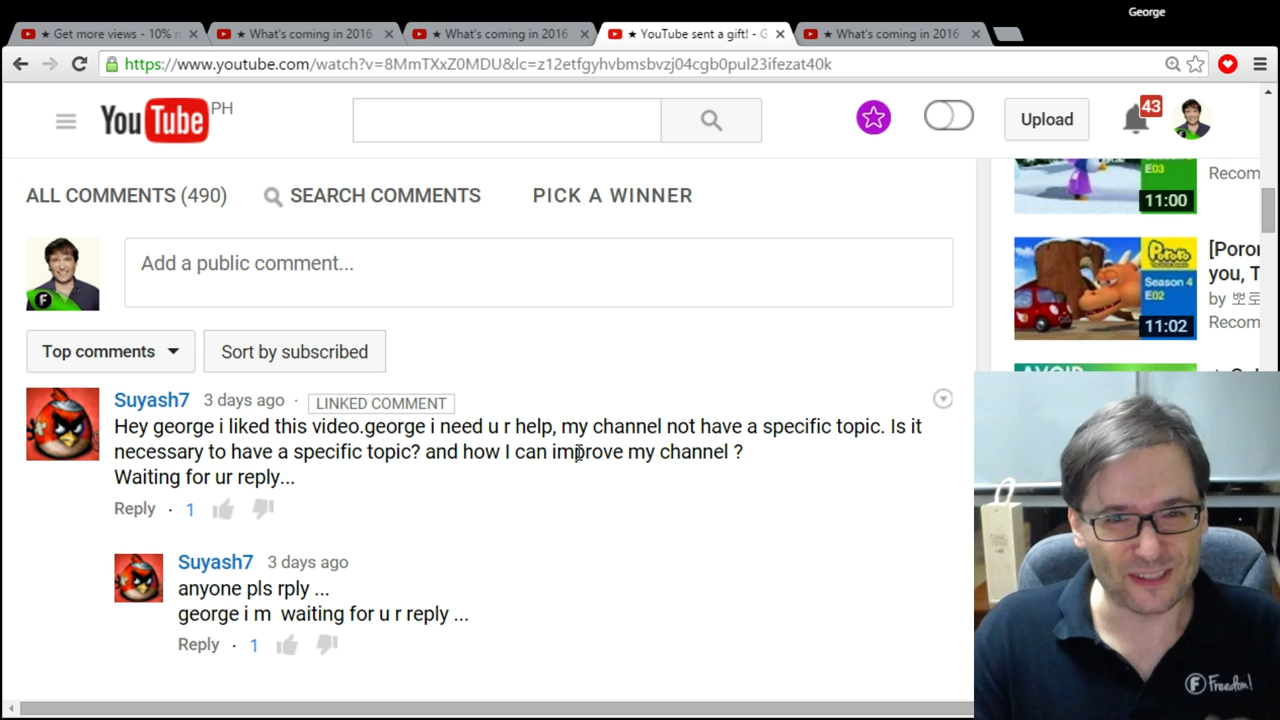 George
★ Get more views - 10% n
★ What's coming in 2016
★ What's coming in 2016
★ YouTube sent a gift! - G
★ What's coming in 2016
https://www.youtube.com/watch?v=8MmTXxZ0MDU&lc=z12etfgyhvbmsbvzj04cgb0pul23ifezat40k
YouTube PH
Upload
43
ALL COMMENTS (490)
SEARCH COMMENTS
PICK A WINNER
E03
11:00
Recom
Add a public comment...
F
Season 4
E02
11:02
[Poror
you, T
by 뽀로
Recom
Top comments
Sort by subscribed
AVOID
Suyash7 3 days ago · LINKED COMMENT
Hey george i liked this video.george i need u r help, my channel not have a specific topic. Is it
necessary to have a specific topic? and how I can improve my channel ?
Waiting for ur reply...
Reply · 1
Suyash7 3 days ago
anyone pls rply ...
george i m  waiting for u r reply ...
Reply · 1
F Freedom!